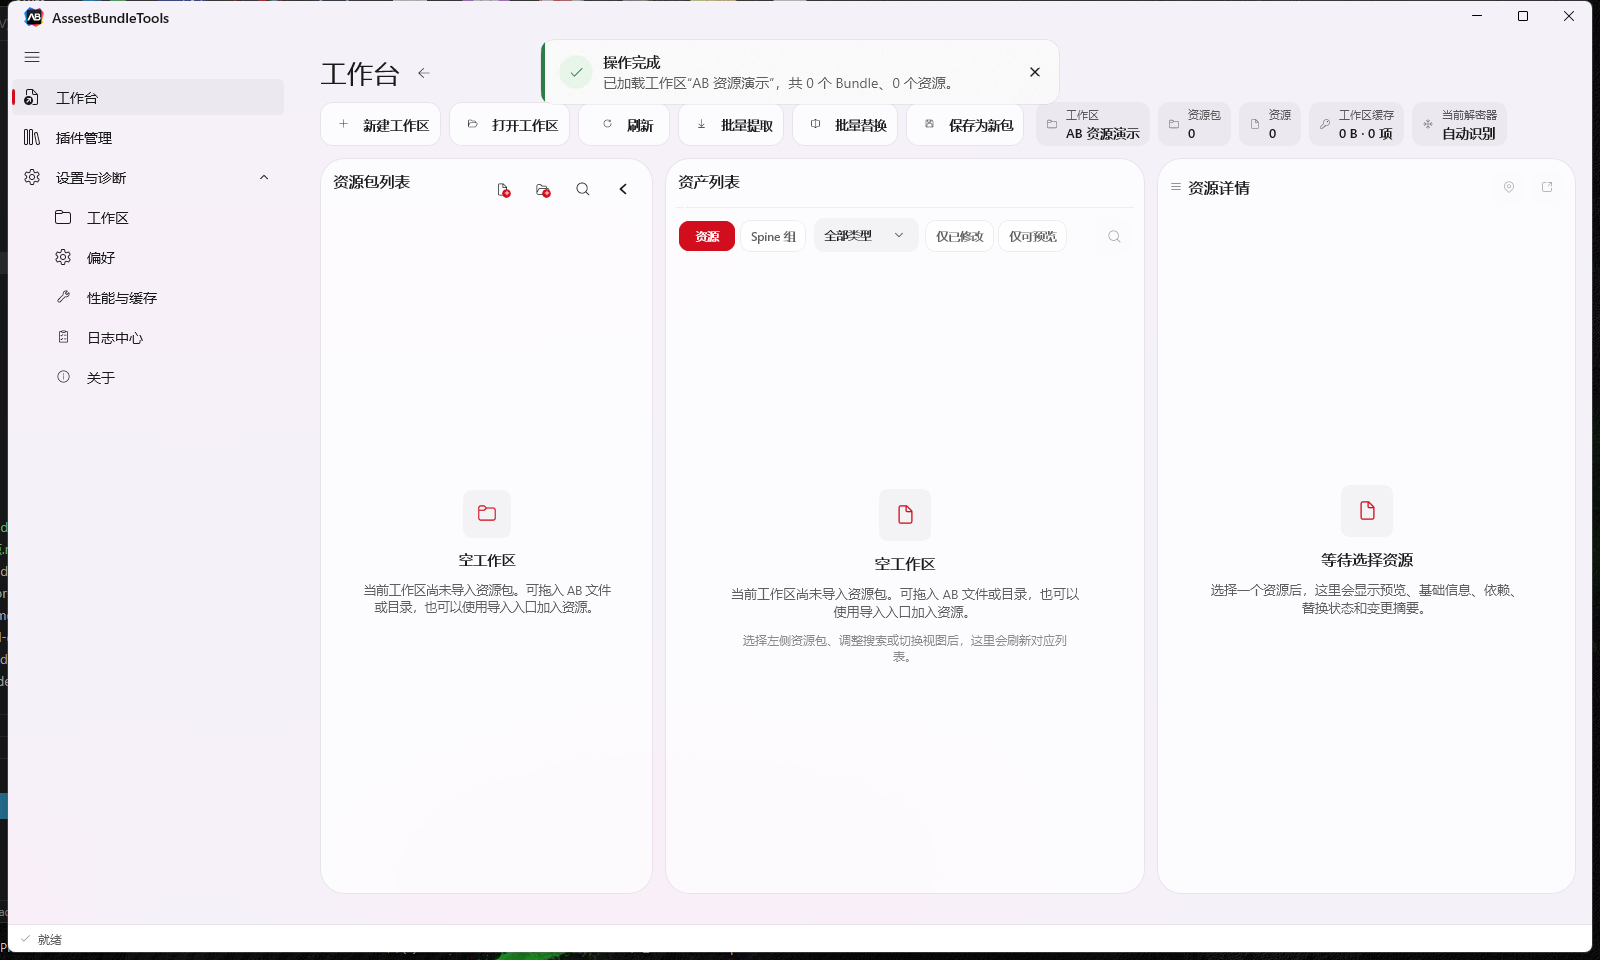 AssestBundleTools
工作台
插件管理
设置与诊断
工作区
偏好
性能与缓存
日志中心
关于
工作台
操作完成
已加载工作区“AB 资源演示”，共 0 个 Bundle、0 个资源。
新建工作区
打开工作区
刷新
批量提取
批量替换
保存为新包
工作区
AB 资源演示
资源包
0
资源
0
工作区缓存
0 B · 0 项
当前解密器
自动识别
资源包列表
空工作区
当前工作区尚未导入资源包。可拖入 AB 文件
或目录，也可以使用导入入口加入资源。
资产列表
资源
Spine 组
全部类型
仅已修改
仅可预览
空工作区
当前工作区尚未导入资源包。可拖入 AB 文件或目录，也可以
使用导入入口加入资源。
选择左侧资源包、调整搜索或切换视图后，这里会刷新对应列
表。
资源详情
等待选择资源
选择一个资源后，这里会显示预览、基础信息、依赖、
替换状态和变更摘要。
就绪